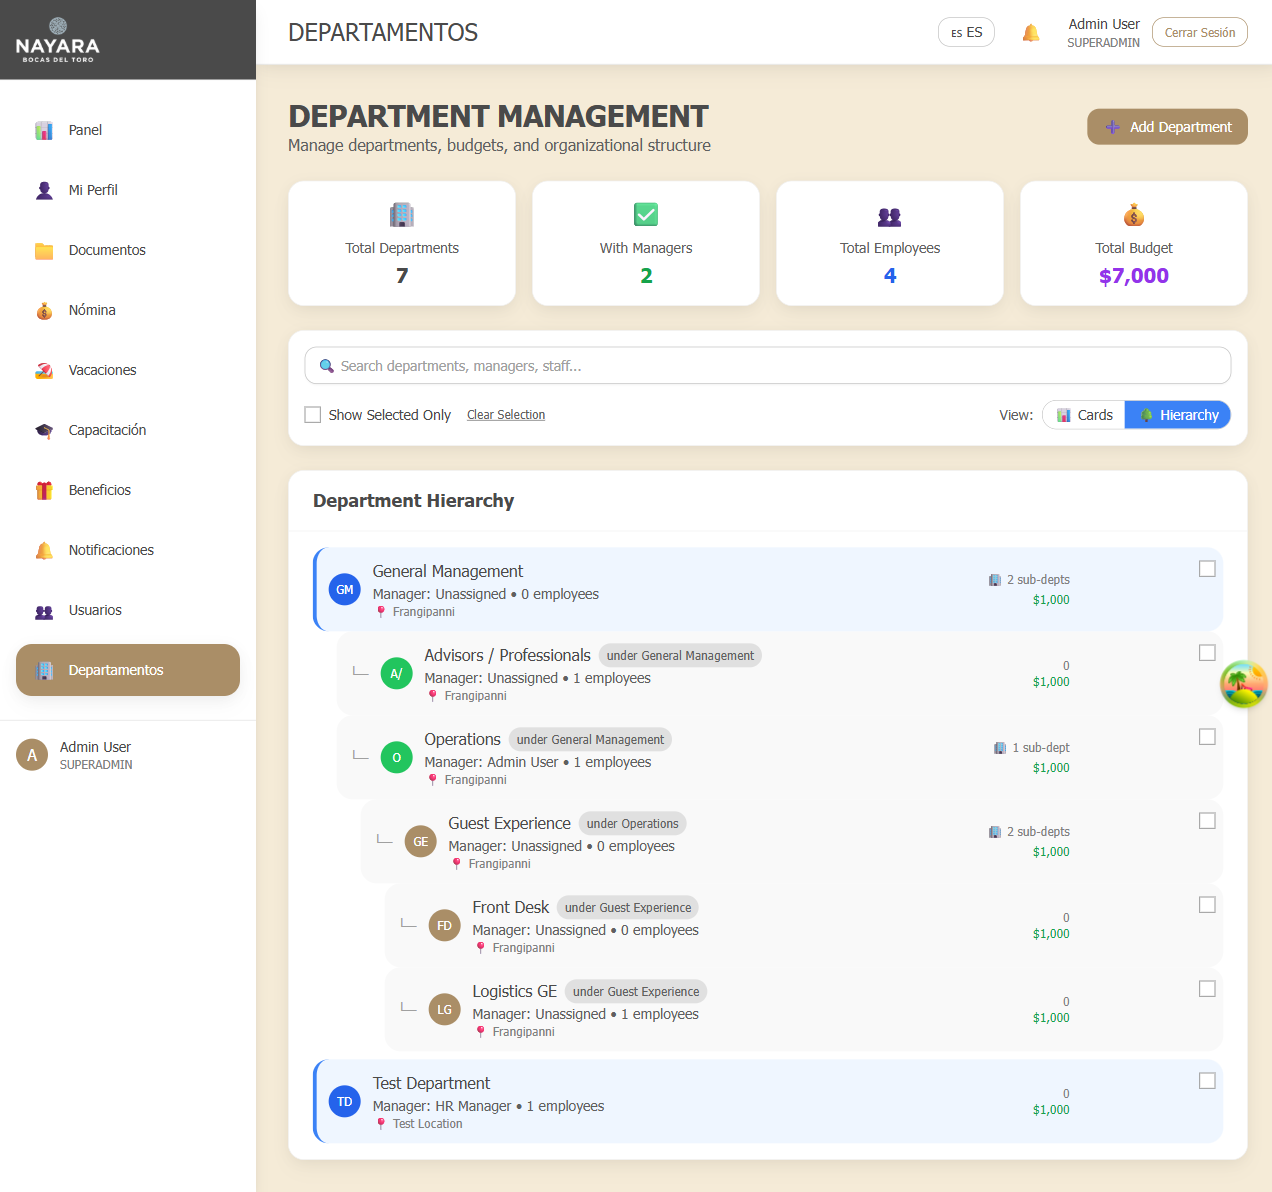 NAYARA
BOCAS DEL TORO
DEPARTAMENTOS
ES ES
Admin User
SUPERADMIN
Cerrar Sesión
Panel
Mi Perfil
Documentos
Nómina
Vacaciones
Capacitación
Beneficios
Notificaciones
Usuarios
Departamentos
A
Admin User
SUPERADMIN
DEPARTMENT MANAGEMENT
Manage departments, budgets, and organizational structure
Add Department
Total Departments
7
With Managers
2
Total Employees
4
Total Budget
$7,000
Search departments, managers, staff...
Show Selected Only
Clear Selection
View:
Cards
Hierarchy
Department Hierarchy
GM
General Management
Manager: Unassigned • 0 employees
Frangipanni
2 sub-depts
$1,000
A/
Advisors / Professionals
under General Management
Manager: Unassigned • 1 employees
Frangipanni
0
$1,000
O
Operations
under General Management
Manager: Admin User • 1 employees
Frangipanni
1 sub-dept
$1,000
GE
Guest Experience
under Operations
Manager: Unassigned • 0 employees
Frangipanni
2 sub-depts
$1,000
FD
Front Desk
under Guest Experience
Manager: Unassigned • 0 employees
Frangipanni
0
$1,000
LG
Logistics GE
under Guest Experience
Manager: Unassigned • 1 employees
Frangipanni
0
$1,000
TD
Test Department
Manager: HR Manager • 1 employees
Test Location
0
$1,000